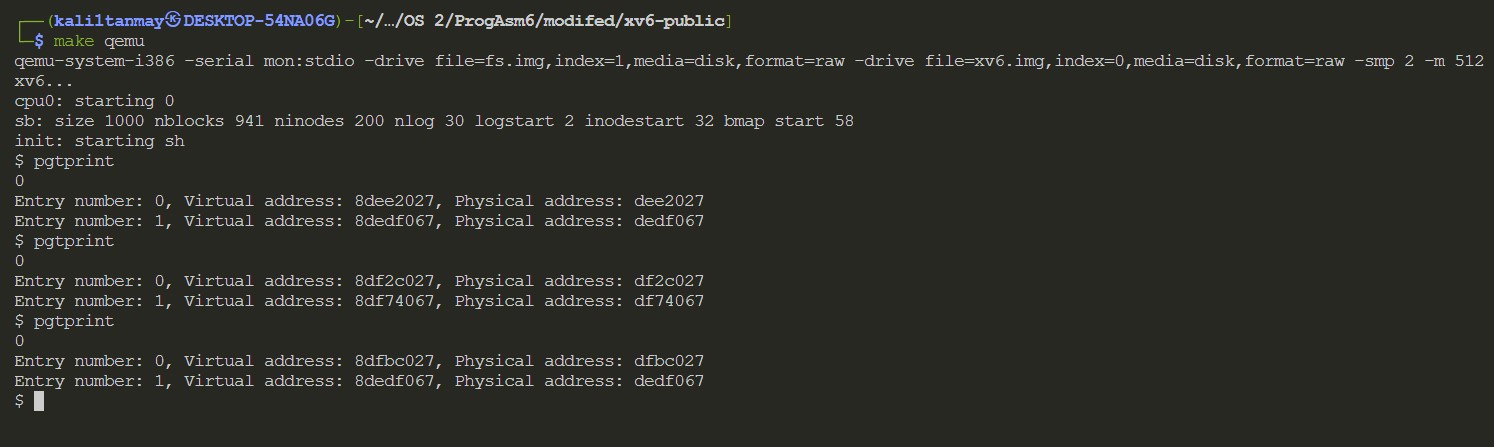 ┌──(kali1tanmay㉿DESKTOP-54NA06G)-[~/…/OS 2/ProgAsm6/modifed/xv6-public]
└─$ make qemu
qemu-system-i386 -serial mon:stdio -drive file=fs.img,index=1,media=disk,format=raw -drive file=xv6.img,index=0,media=disk,format=raw -smp 2 -m 512
xv6...
cpu0: starting 0
sb: size 1000 nblocks 941 ninodes 200 nlog 30 logstart 2 inodestart 32 bmap start 58
init: starting sh
$ pgtprint
0
Entry number: 0, Virtual address: 8dee2027, Physical address: dee2027
Entry number: 1, Virtual address: 8dedf067, Physical address: dedf067
$ pgtprint
0
Entry number: 0, Virtual address: 8df2c027, Physical address: df2c027
Entry number: 1, Virtual address: 8df74067, Physical address: df74067
$ pgtprint
0
Entry number: 0, Virtual address: 8dfbc027, Physical address: dfbc027
Entry number: 1, Virtual address: 8dedf067, Physical address: dedf067
$